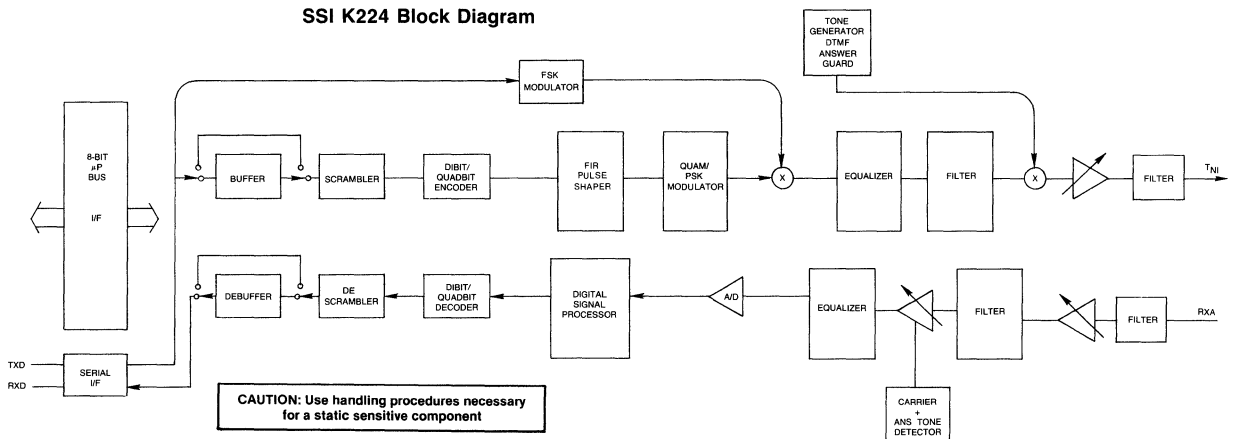 SSI K224 Block Diagram
TONE
GENERATOR
DTMF
ANSWER
GUARD
FSK
MODULATOR
8-BIT
µP
BUS
I/F
BUFFER
SCRAMBLER
DIBIT/
QUADBIT
ENCODER
FIR
PULSE
SHAPER
QUAM/
PSK
MODULATOR
X
EQUALIZER
FILTER
X
FILTER
TNI
DEBUFFER
DE
SCRAMBLER
DIBIT/
QUADBIT
DECODER
DIGITAL
SIGNAL
PROCESSOR
A/D
EQUALIZER
FILTER
FILTER
RXA
TXD
RXD
SERIAL
I/F
CARRIER
+
ANS TONE
DETECTOR
CAUTION: Use handling procedures necessary
for a static sensitive component